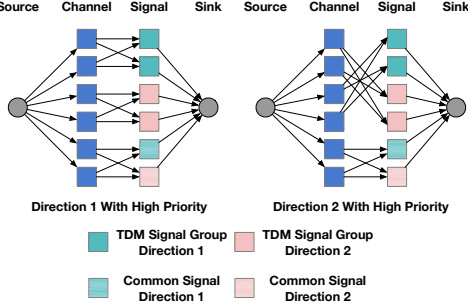 Source Channel Signal Sink Source Channel Signal Sink
Direction 1 With High Priority Direction 2 With High Priority
TDM Signal Group Direction 1
TDM Signal Group Direction 2
Common Signal Direction 1
Common Signal Direction 2